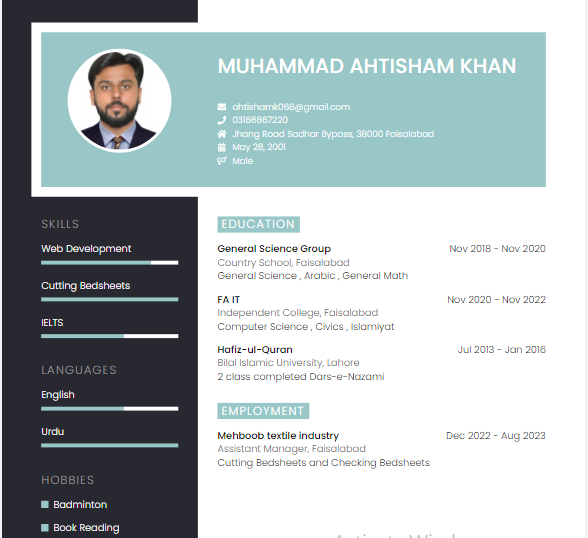 MUHAMMAD AHTISHAM KHAN
ahtishamk068@gmail.com
03166867220
Jhang Road Sadhar Bypass, 38000 Faisalabad
May 28, 2001
Male
SKILLS
Web Development
Cutting Bedsheets
IELTS
LANGUAGES
English
Urdu
HOBBIES
Badminton
Book Reading
EDUCATION
General Science Group Nov 2018 - Nov 2020
Country School, Faisalabad
General Science , Arabic , General Math
FA IT Nov 2020 - Nov 2022
Independent College, Faisalabad
Computer Science , Civics , Islamiyat
Hafiz-ul-Quran Jul 2013 - Jan 2016
Bilal Islamic University, Lahore
2 class completed Dars-e-Nazami
EMPLOYMENT
Mehboob textile industry Dec 2022 - Aug 2023
Assistant Manager, Faisalabad
Cutting Bedsheets and Checking Bedsheets